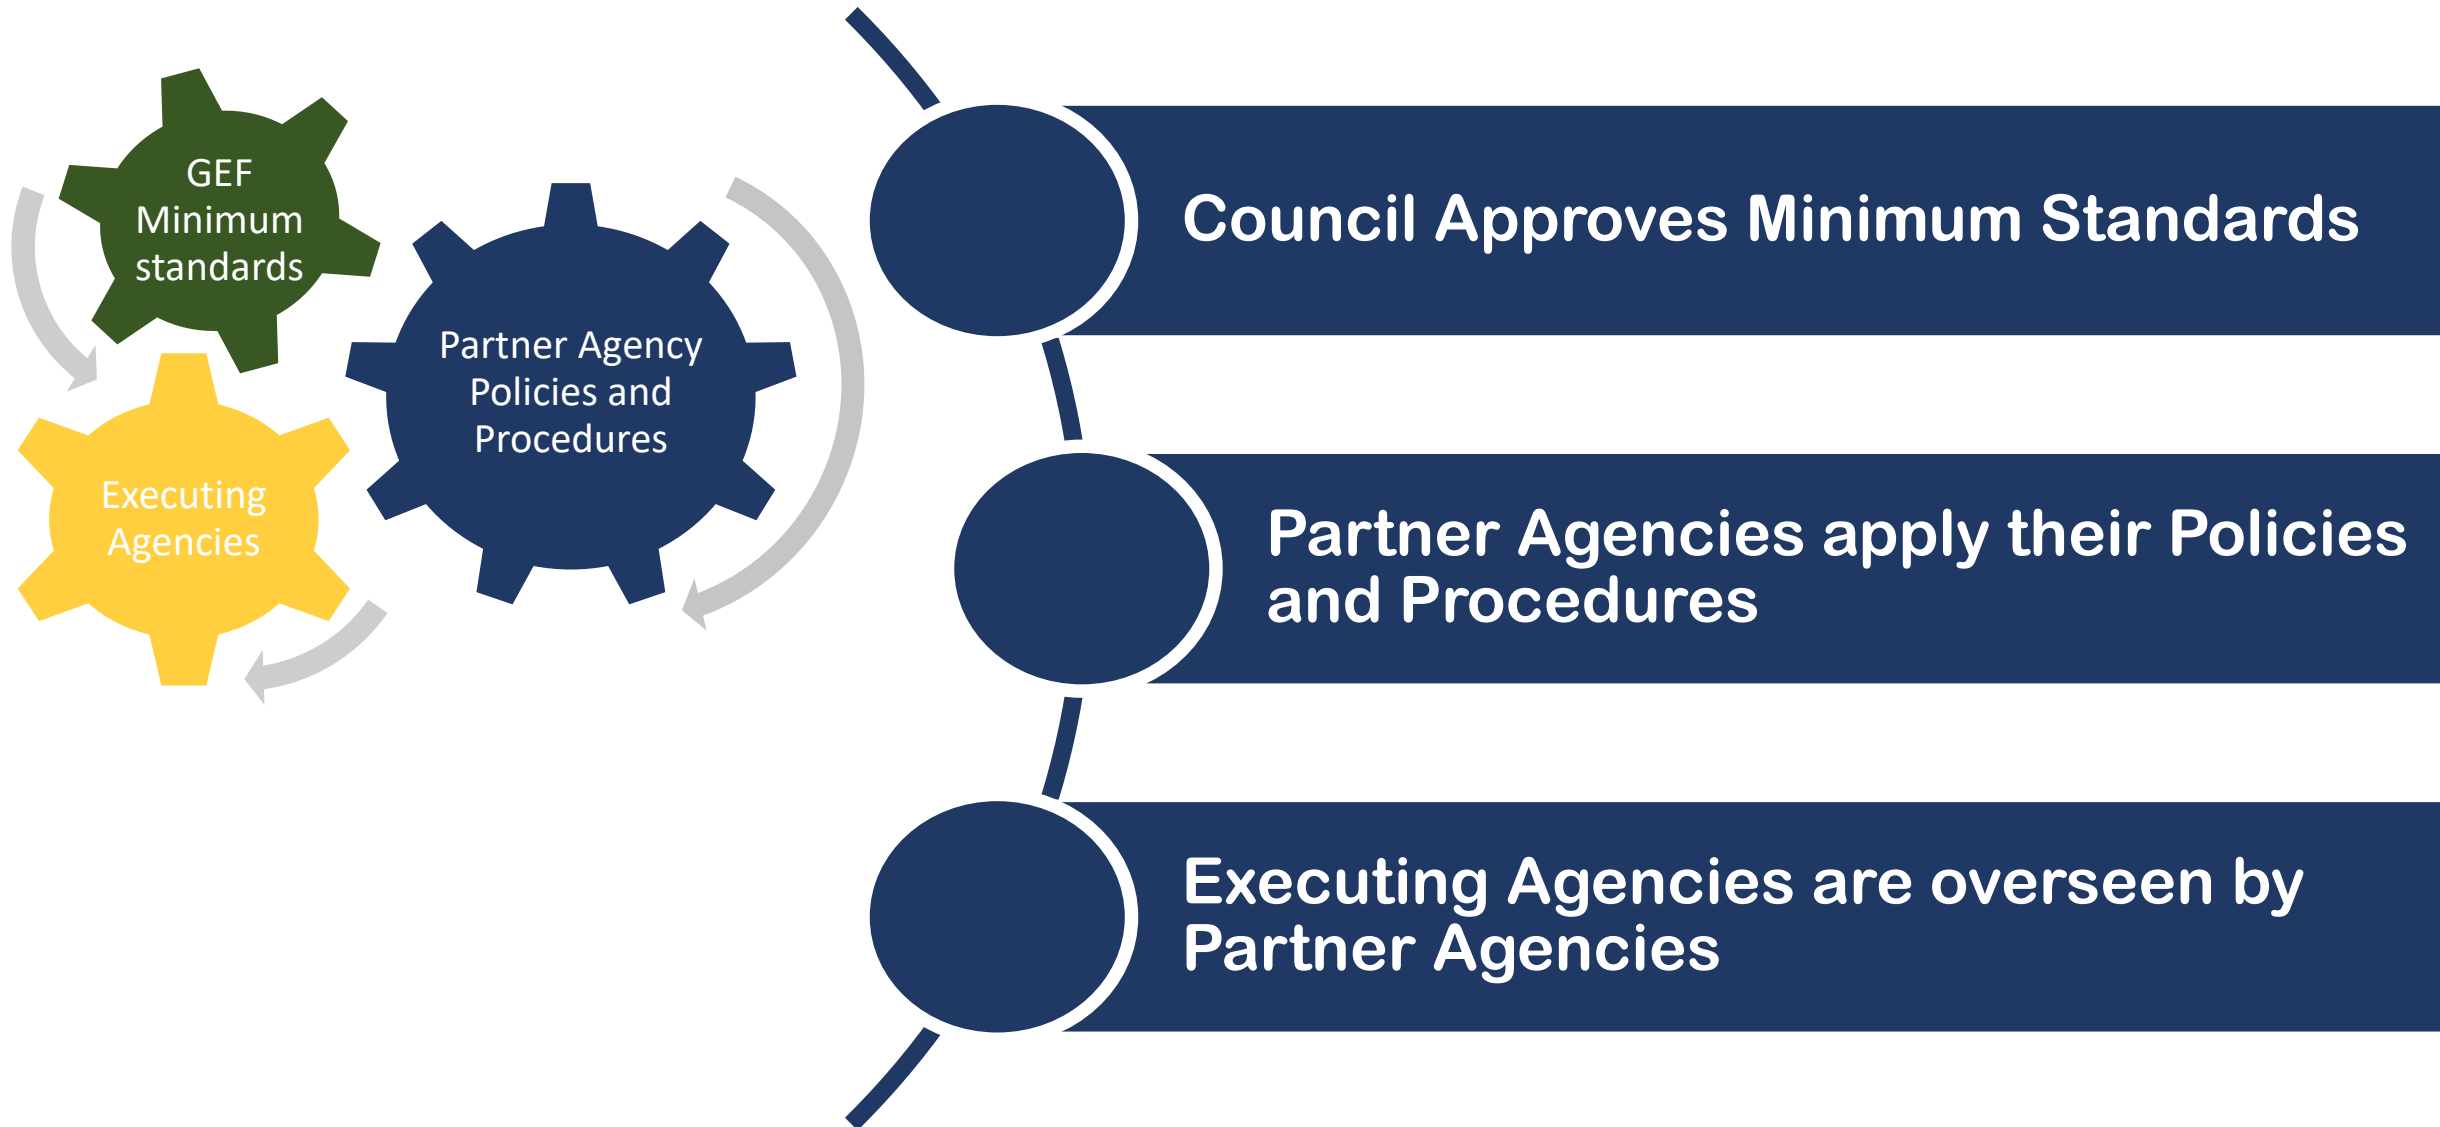 GEF
Minimum
standards
Partner Agency
Policies and
Procedures
Executing
Agencies
Council Approves Minimum Standards
Partner Agencies apply their Policies
and Procedures
Executing Agencies are overseen by
Partner Agencies